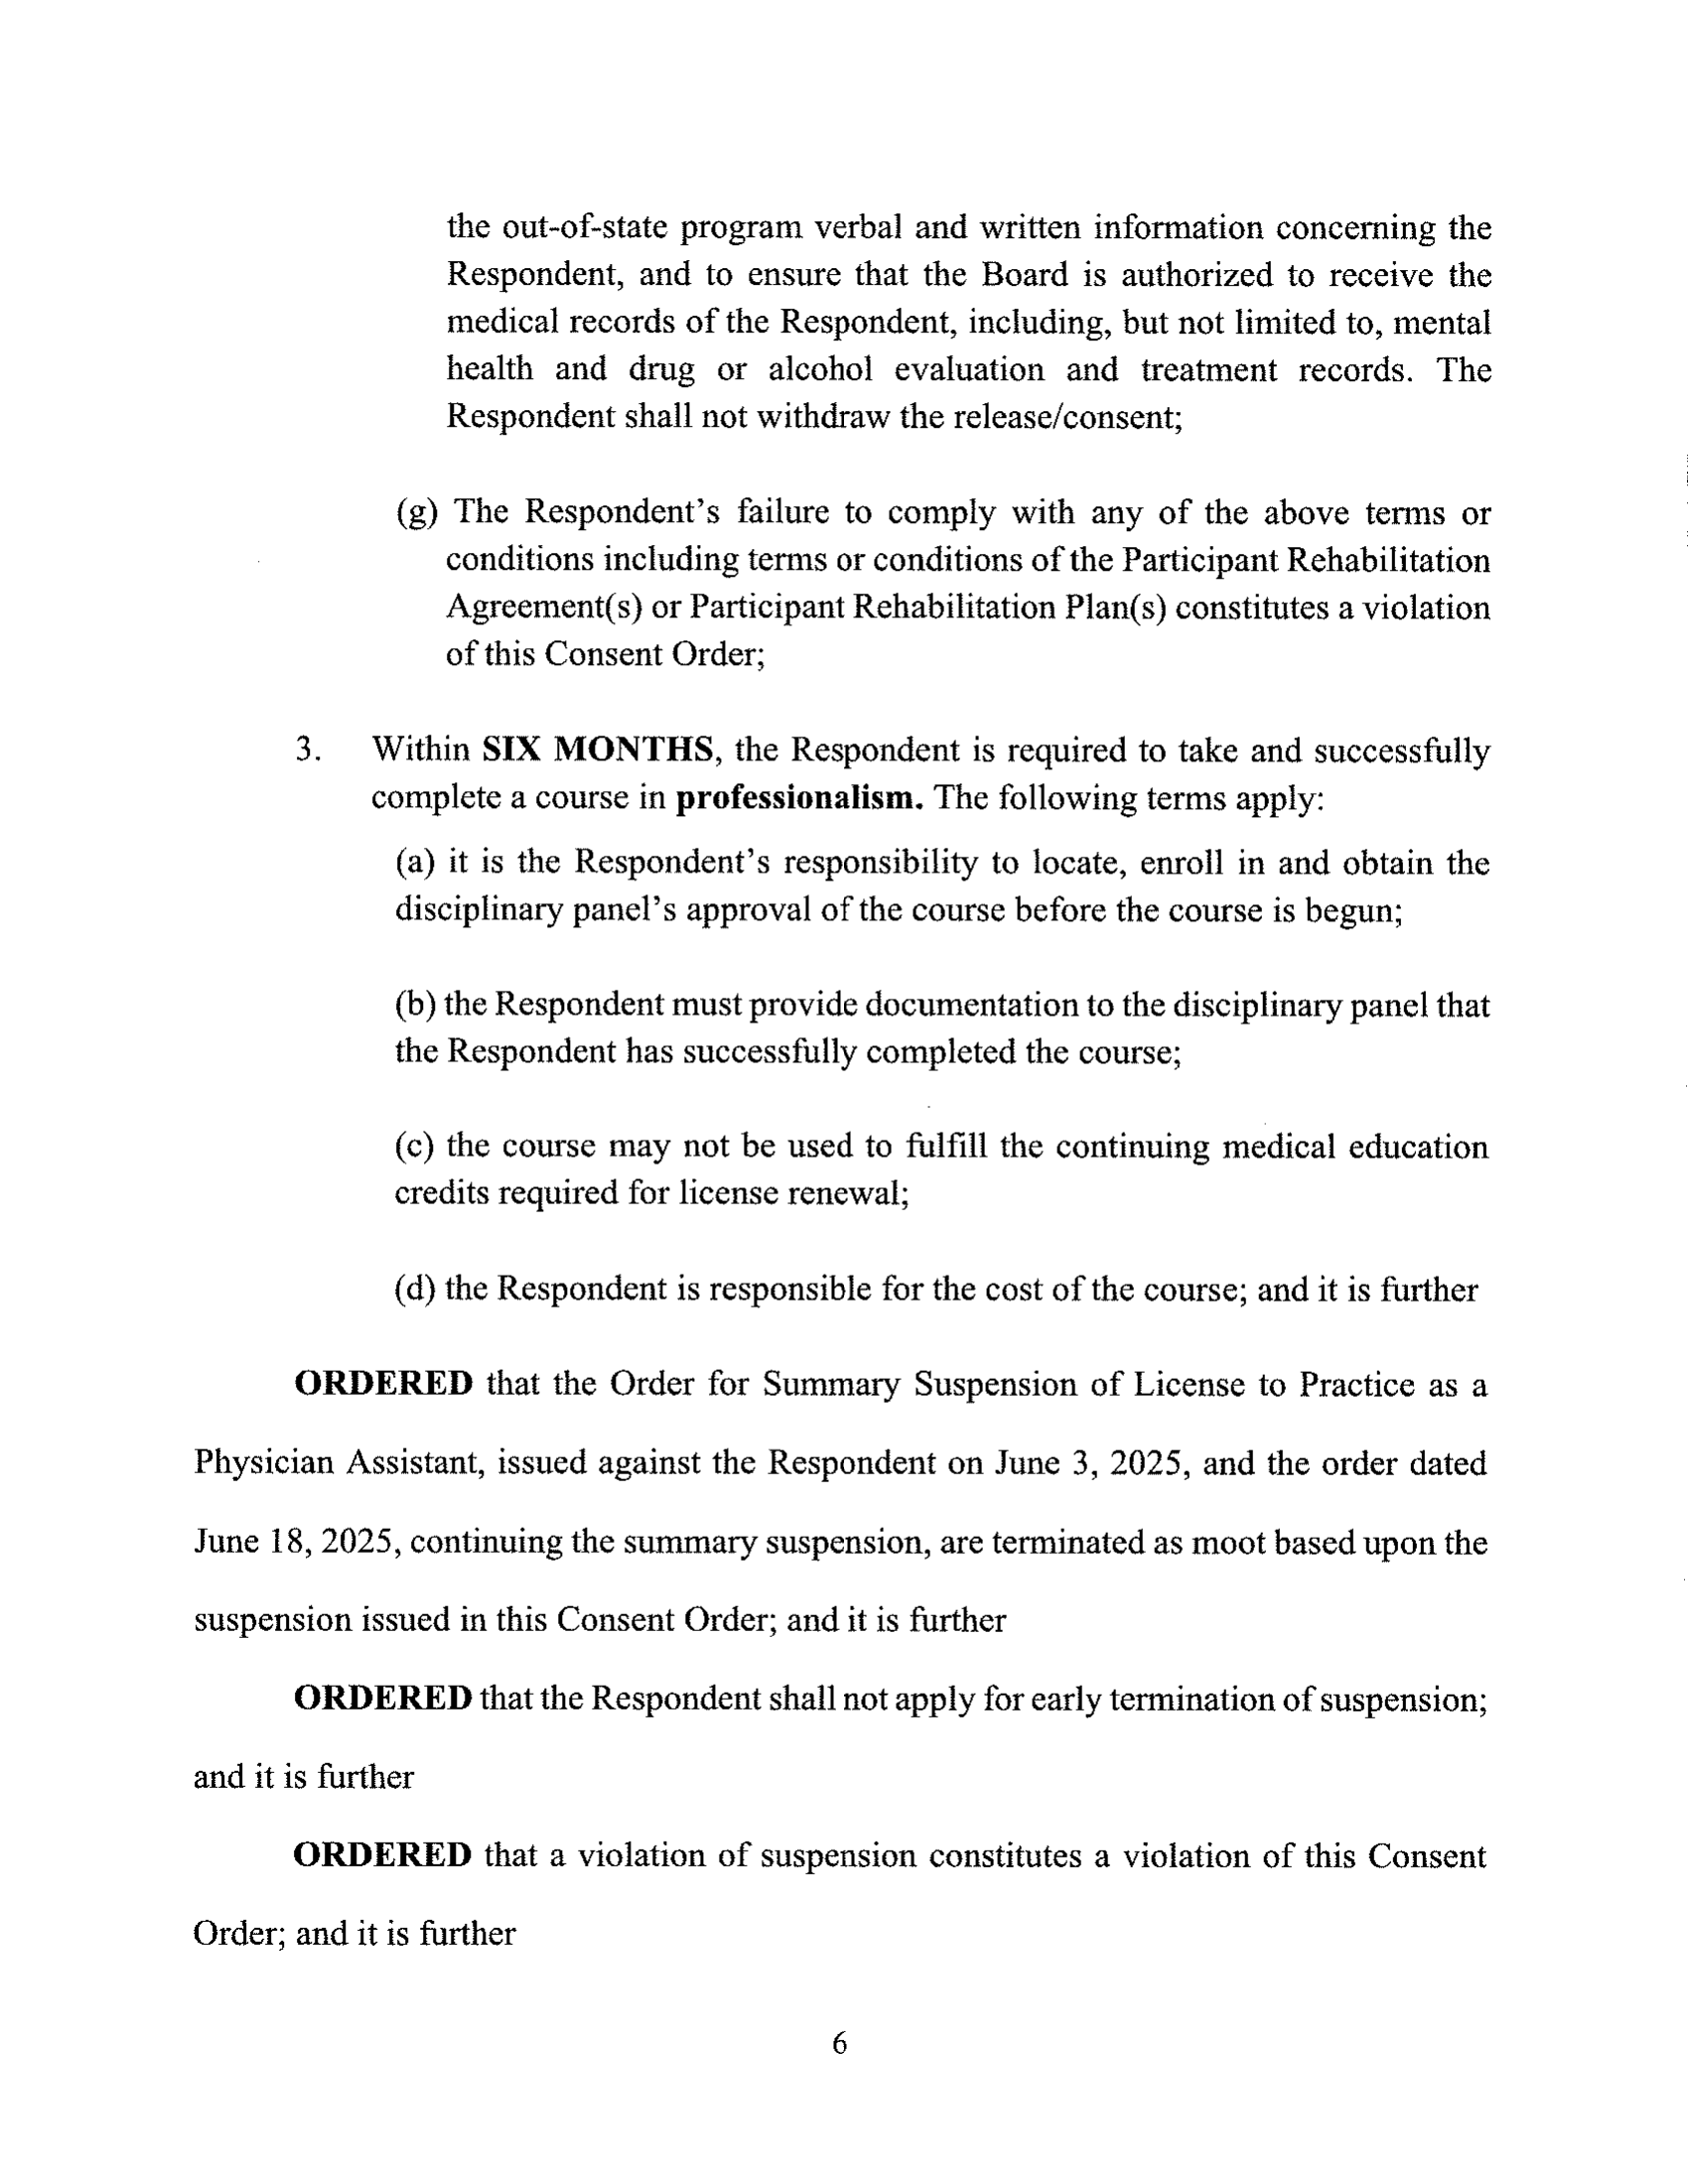 the out-of-state program verbal and written information concerning the
Respondent, and to ensure that the Board is authorized to receive the
medical records of the Respondent, including, but not limited to, mental
health and drug or alcohol evaluation and treatment records. The
Respondent shall not withdraw the release/consent;
(g) The Respondent's failure to comply with any of the above terms or
conditions including terms or conditions of the Participant Rehabilitation
Agreement(s) or Participant Rehabilitation Plan(s) constitutes a violation
of this Consent Order;
3. Within SIX MONTHS, the Respondent is required to take and successfully
complete a course in professionalism. The following terms apply:
(a) it is the Respondent's responsibility to locate, enroll in and obtain the
disciplinary panel's approval of the course before the course is begun;
(b) the Respondent must provide documentation to the disciplinary panel that
the Respondent has successfully completed the course;
(c) the course may not be used to fulfill the continuing medical education
credits required for license renewal;
(d) the Respondent is responsible for the cost of the course; and it is further
ORDERED that the Order for Summary Suspension of License to Practice as a
Physician Assistant, issued against the Respondent on June 3, 2025, and the order dated
June 18, 2025, continuing the summary suspension, are terminated as moot based upon the
suspension issued in this Consent Order; and it is further
ORDERED that the Respondent shall not apply for early termination of suspension;
and it is further
ORDERED that a violation of suspension constitutes a violation of this Consent
Order; and it is further
6